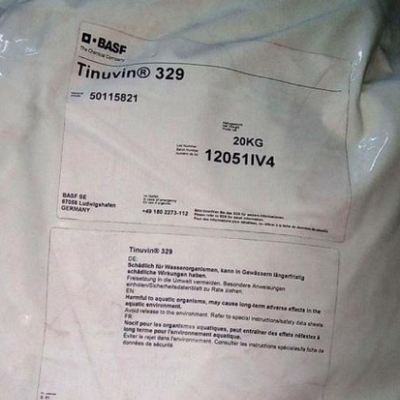 BASF
The Chemical Company
Tinuvin® 329
50115821
20KG
12051IV4
BASF SE
67056 Ludwigshafen
GERMANY
+49 180 2273-112
Tinuvin® 329
DE:
Schädlich für Wasserorganismen, kann in Gewässern längerfristig
schädliche Wirkungen haben.
Freisetzung in die Umwelt vermeiden. Besondere Anweisungen
einholen/Sicherheitsdatenblatt zu Rate ziehen.
EN:
Harmful to aquatic organisms, may cause long-term adverse effects in the
aquatic environment.
Avoid release to the environment. Refer to special instructions/safety data sheets.
FR:
Nocif pour les organismes aquatiques, peut entraîner des effets néfastes à
long terme pour l'environnement aquatique.
Éviter le rejet dans l'environnement. Consulter les instructions spéciales/la fiche
de données de sécurité.